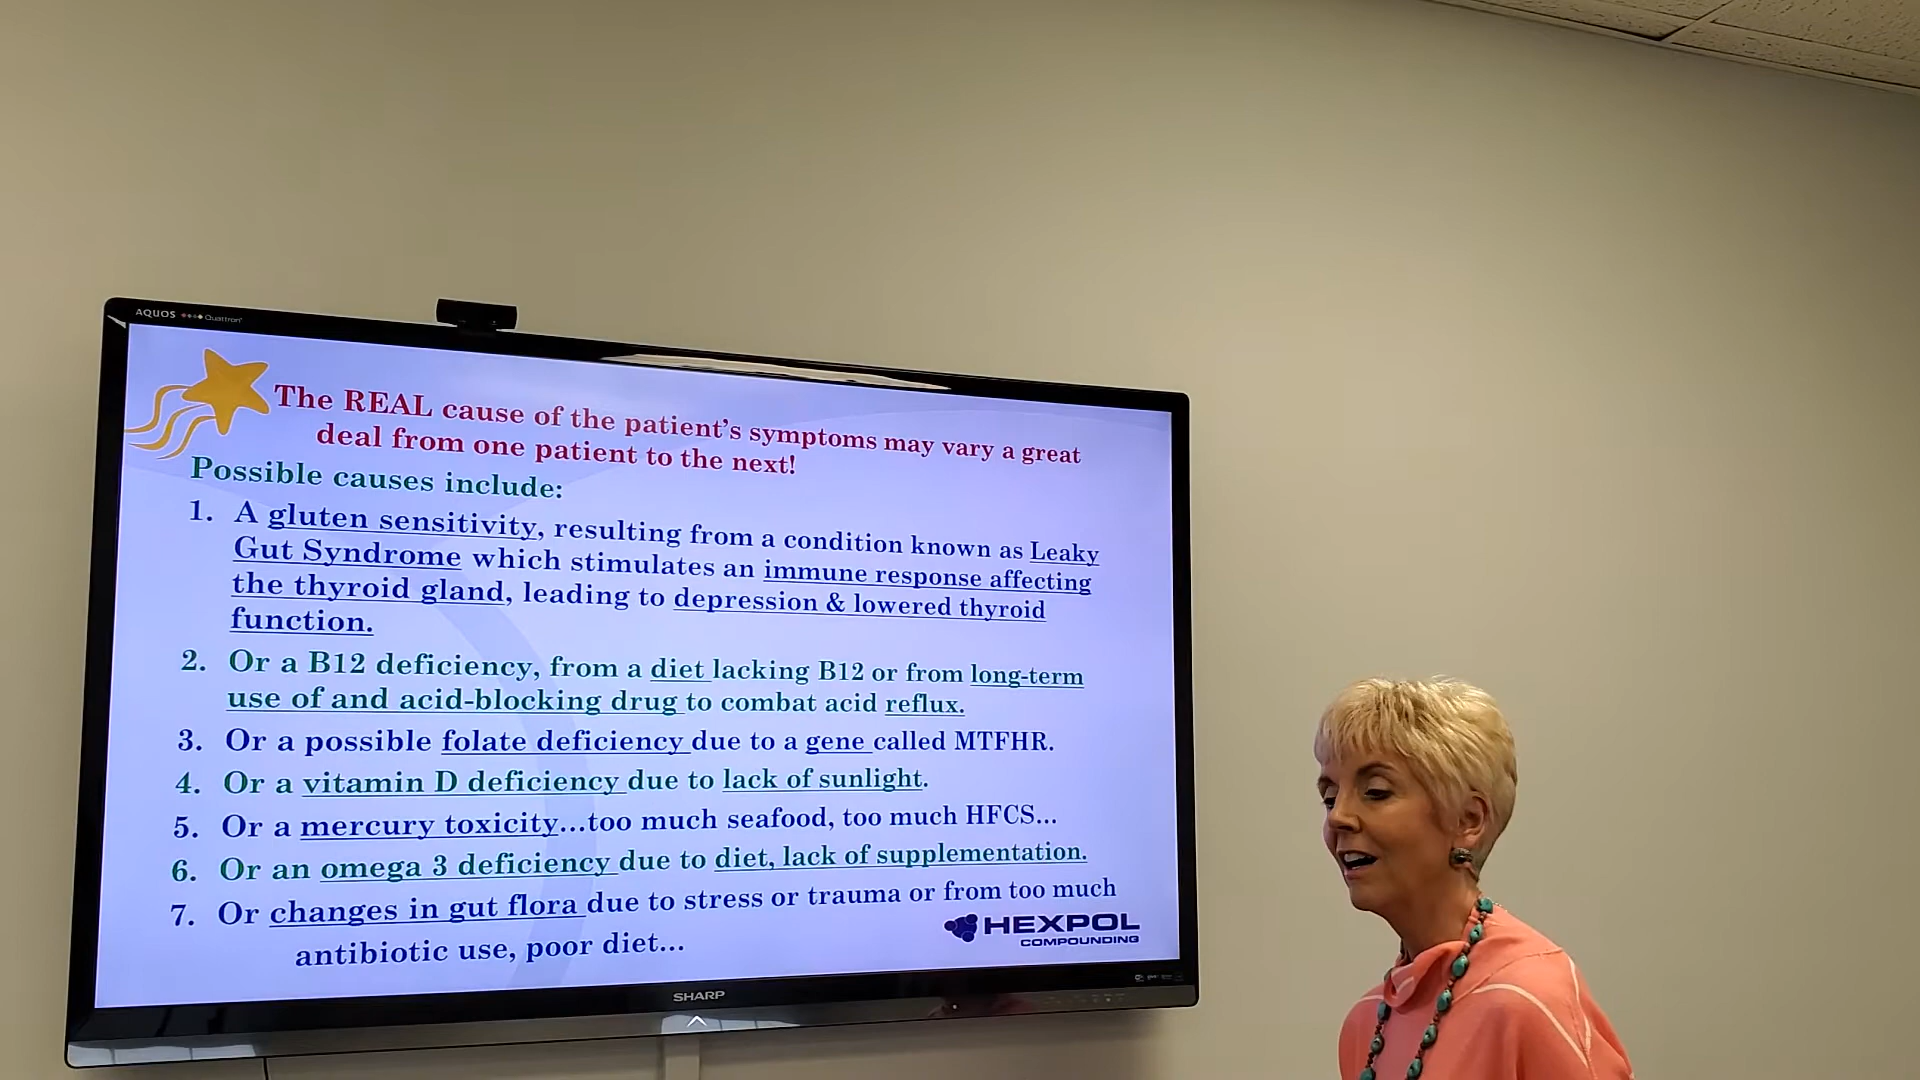 AQUOS Quattron
The REAL cause of the patient's symptoms may vary a great
deal from one patient to the next!
Possible causes include:
1. A gluten sensitivity, resulting from a condition known as Leaky
Gut Syndrome which stimulates an immune response affecting
the thyroid gland, leading to depression & lowered thyroid
function.
2. Or a B12 deficiency, from a diet lacking B12 or from long-term
use of and acid-blocking drug to combat acid reflux.
3. Or a possible folate deficiency due to a gene called MTFHR.
4. Or a vitamin D deficiency due to lack of sunlight.
5. Or a mercury toxicity...too much seafood, too much HFCS...
6. Or an omega 3 deficiency due to diet, lack of supplementation.
7. Or changes in gut flora due to stress or trauma or from too much
antibiotic use, poor diet...
HEXPOL
COMPOUNDING
SHARP